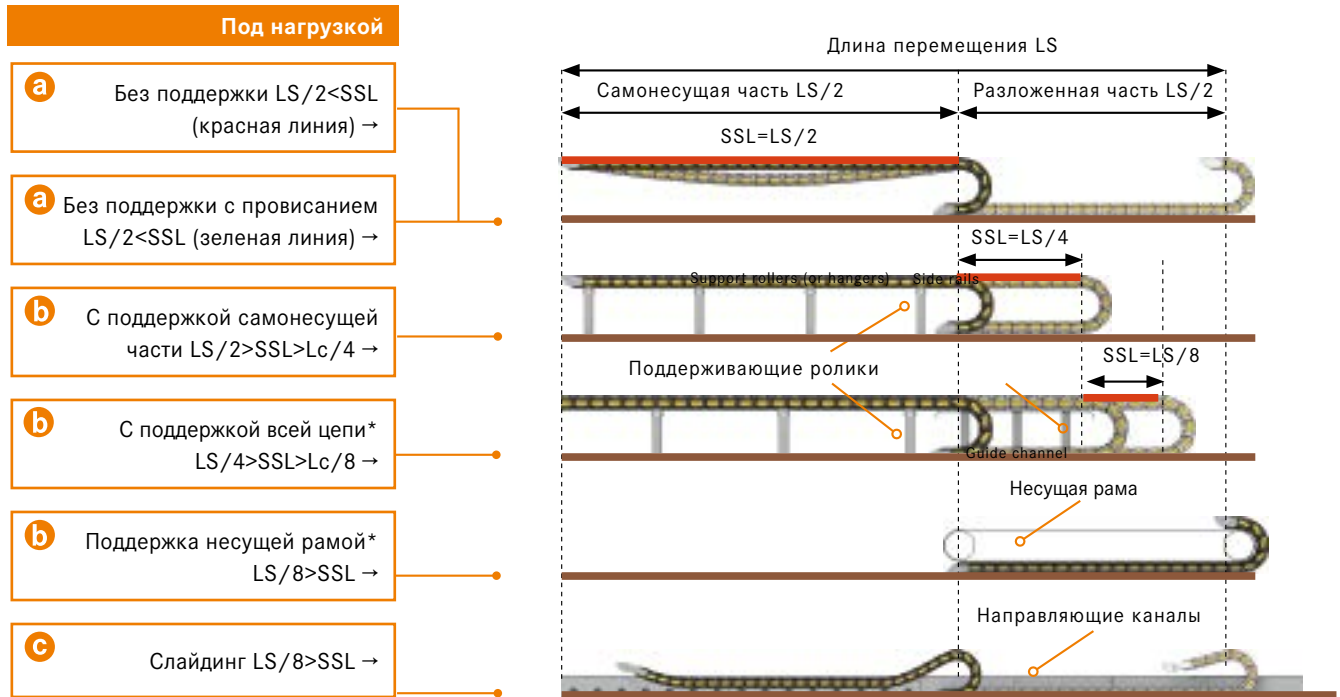 Под нагрузкой
a
Без поддержки LS/2<SSL
(красная линия) →
a
Без поддержки с провисанием
LS/2<SSL (зеленая линия) →
b
С поддержкой самонесущей
части LS/2>SSL>Lc/4 →
b
С поддержкой всей цепи*
LS/4>SSL>Lc/8 →
b
Поддержка несущей рамой*
LS/8>SSL →
c
Слайдинг LS/8>SSL →
Длина перемещения LS
Самонесущая часть LS/2
Разложенная часть LS/2
SSL=LS/2
SSL=LS/4
Support rollers (or hangers)
Side rails
Поддерживающие ролики
SSL=LS/8
Guide channel
Несущая рама
Направляющие каналы